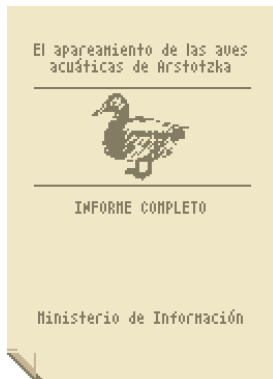 El apareamiento de las aves
acuáticas de Arstotzka
INFORME COMPLETO
Ministerio de Información